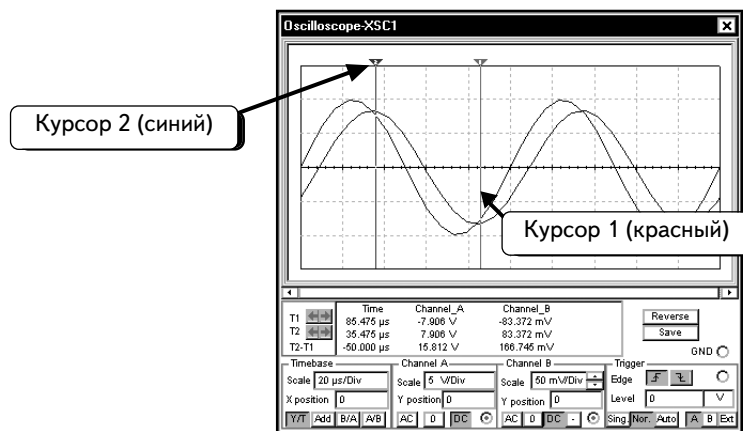 Oscilloscope-XSC1
Курсор 2 (синий)
Курсор 1 (красный)
Time Channel_A Channel_B
T1 85.475 µs -7.906 V -83.372 mV
T2 35.475 µs 7.906 V 83.372 mV
T2-T1 -50.000 µs 15.812 V 166.745 mV
Reverse
Save
GND
Timebase Channel A Channel B Trigger
Scale 20 µs/Div Scale 5 V/Div Scale 50 mV/Div Edge
X position 0 Y position 0 Y position 0 Level 0 V
Y/T Add B/A A/B AC 0 DC AC 0 DC - Sing. Nor. Auto A B Ext